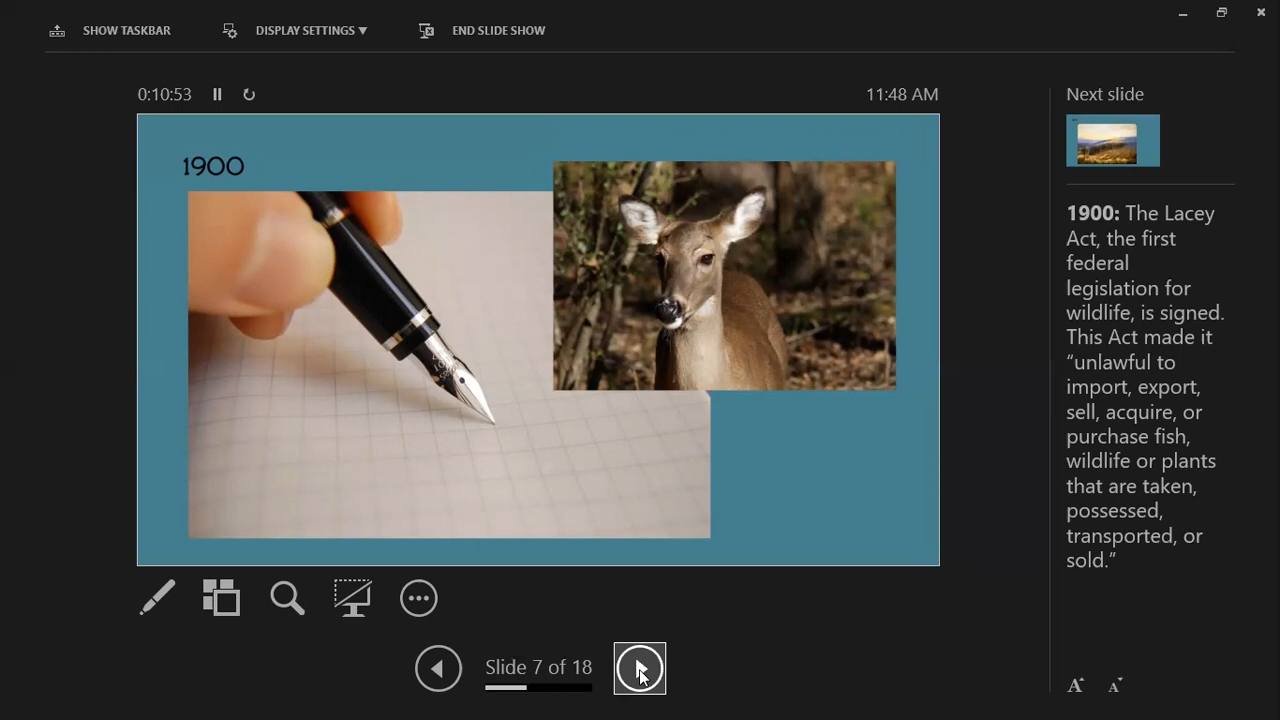 SHOW TASKBAR DISPLAY SETTINGS ▼ END SLIDE SHOW
0:10:53
11:48 AM
Next slide
1900
1900: The Lacey
Act, the first
federal
legislation for
wildlife, is signed.
This Act made it
“unlawful to
import, export,
sell, acquire, or
purchase fish,
wildlife or plants
that are taken,
possessed,
transported, or
sold.”
Slide 7 of 18
A A